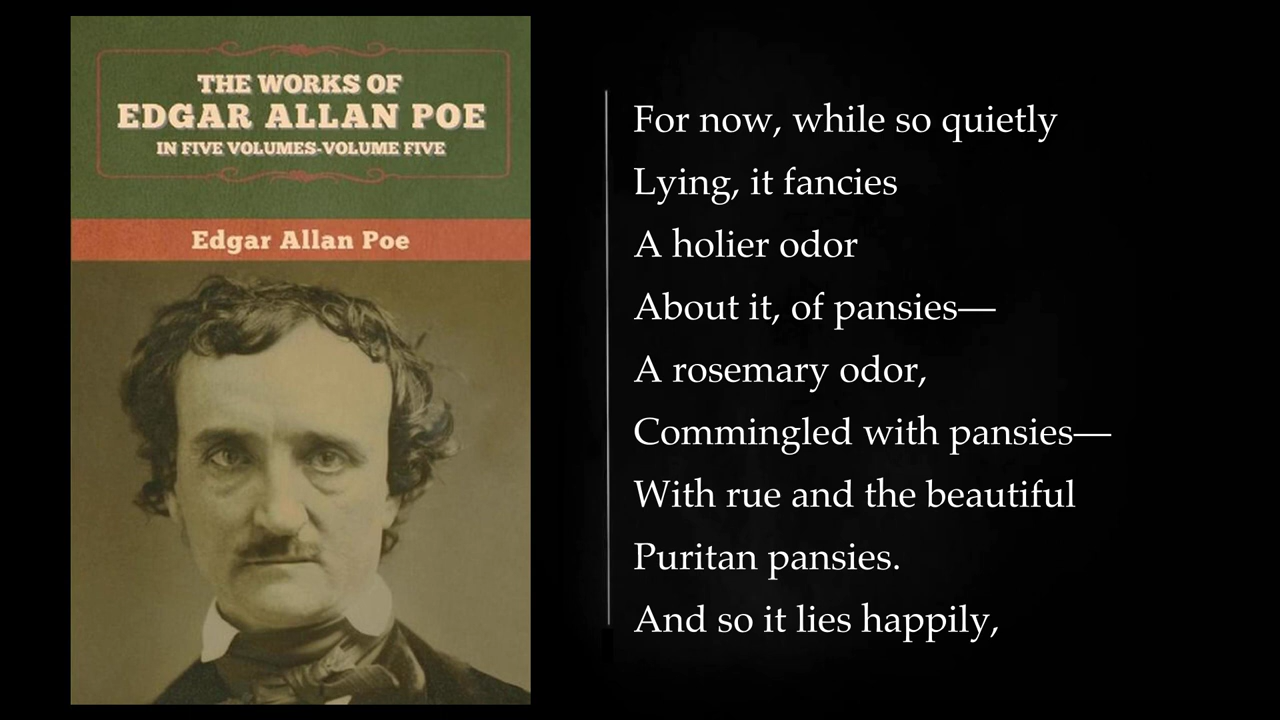 THE WORKS OF
EDGAR ALLAN POE
IN FIVE VOLUMES-VOLUME FIVE
Edgar Allan Poe
For now, while so quietly
Lying, it fancies
A holier odor
About it, of pansies—
A rosemary odor,
Commingled with pansies—
With rue and the beautiful
Puritan pansies.
And so it lies happily,